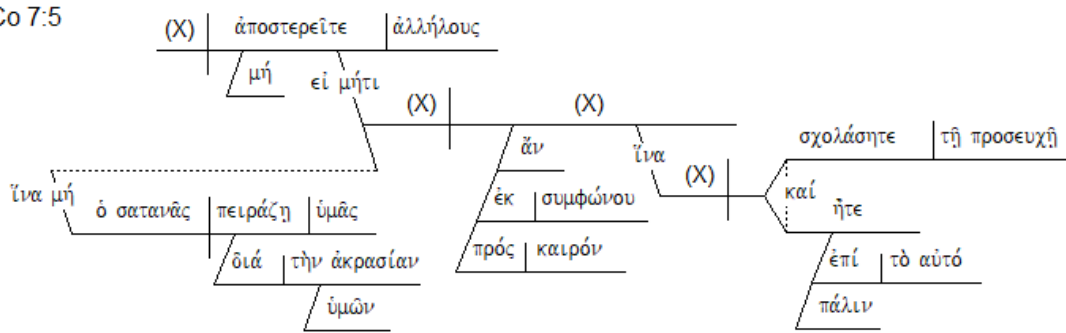 Co 7:5
(X) ἀποστερεῖτε ἀλλήλους
μή εἰ μήτι
(X) (X)
ἄν ἵνα σχολάσητε τῇ προσευχῇ
(X) καί
ἵνα μή ὁ σατανᾶς πειράζῃ ὑμᾶς ἐκ συμφώνου ἦτε
διά τὴν ἀκρασίαν πρός καιρόν ἐπί τὸ αὐτό
ὑμῶν πάλιν